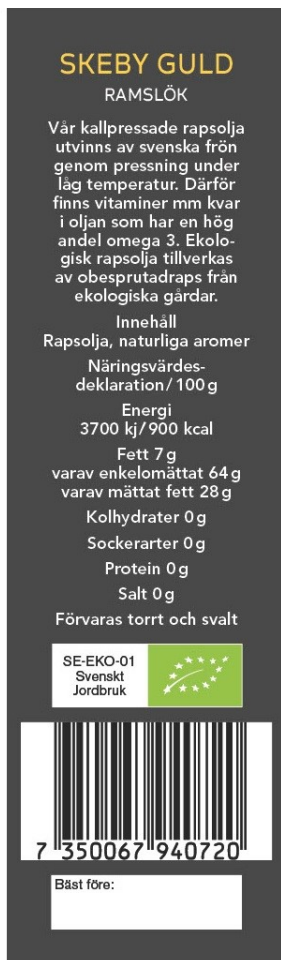 SKEBY GULD
RAMSLÖK
Vår kallpressade rapsolja
utvinns av svenska frön
genom pressning under
låg temperatur. Därför
finns vitaminer mm kvar
i oljan som har en hög
andel omega 3. Ekolo-
gisk rapsolja tillverkas
av obesprutadraps från
ekologiska gårdar.
Innehåll
Rapsolja, naturliga aromer
Näringsvärdes-
deklaration/100g
Energi
3700 kj/900 kcal
Fett 7g
varav enkelomättat 64g
varav mättat fett 28g
Kolhydrater 0g
Sockerarter 0g
Protein 0g
Salt 0g
Förvaras torrt och svalt
SE-EKO-01
Svenskt
Jordbruk
7 350067 940720
Bäst före: